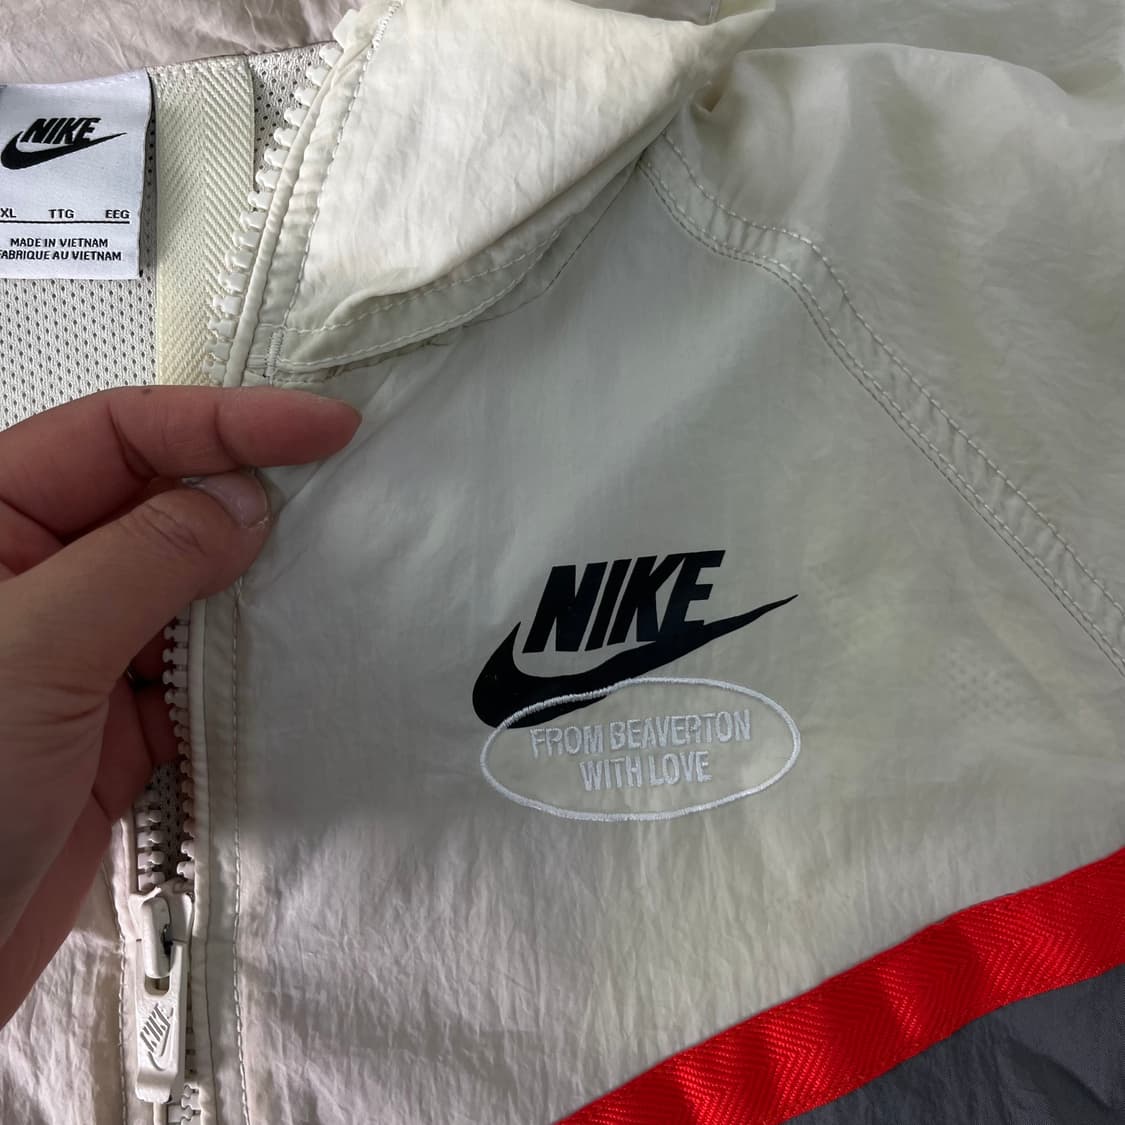 NIKE
XL TTG EEG
MADE IN VIETNAM
FABRIQUE AU VIETNAM
NIKE
FROM BEAVERTON
WITH LOVE
NIKE